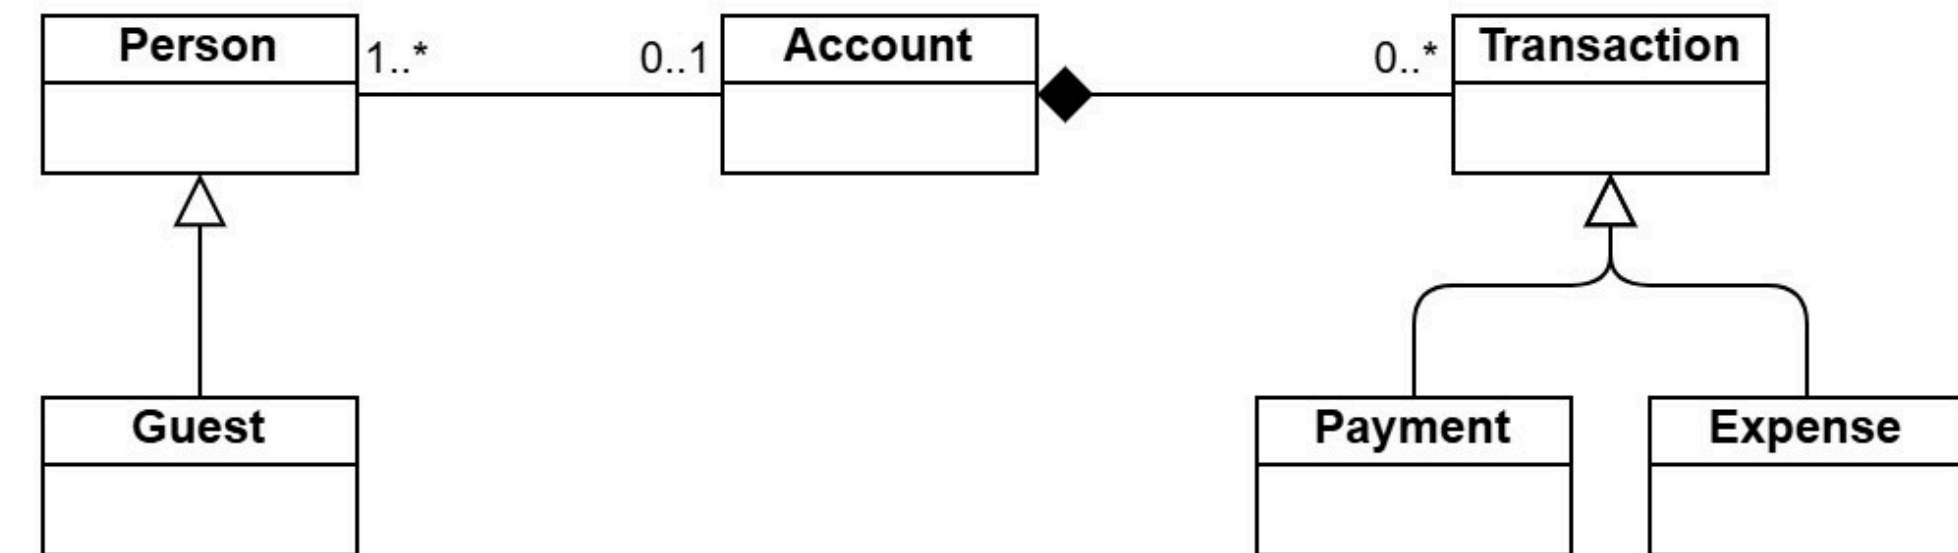 Person
1..*
0..1
Account
0..*
Transaction
Guest
Payment
Expense